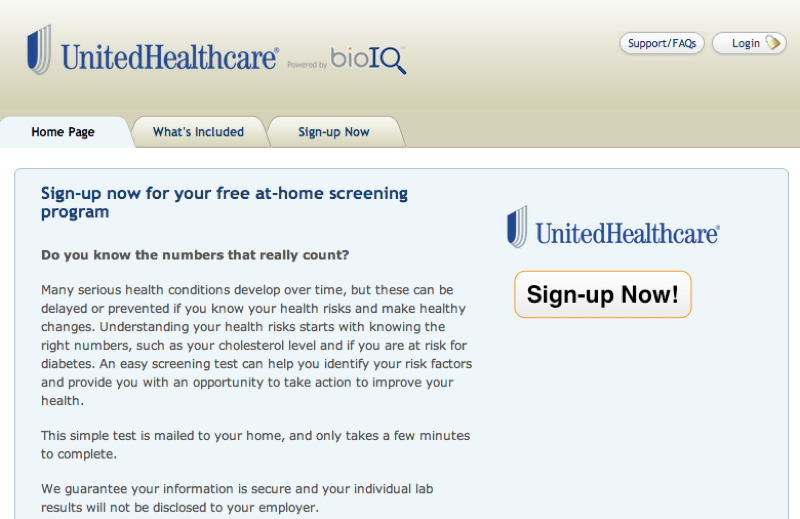 UnitedHealthcare® Powered by bioIQ™
Support/FAQs
Login
Home Page
What's Included
Sign-up Now
Sign-up now for your free at-home screening
program
Do you know the numbers that really count?
Many serious health conditions develop over time, but these can be
delayed or prevented if you know your health risks and make healthy
changes. Understanding your health risks starts with knowing the
right numbers, such as your cholesterol level and if you are at risk for
diabetes. An easy screening test can help you identify your risk factors
and provide you with an opportunity to take action to improve your
health.
This simple test is mailed to your home, and only takes a few minutes
to complete.
We guarantee your information is secure and your individual lab
results will not be disclosed to your employer.
UnitedHealthcare®
Sign-up Now!